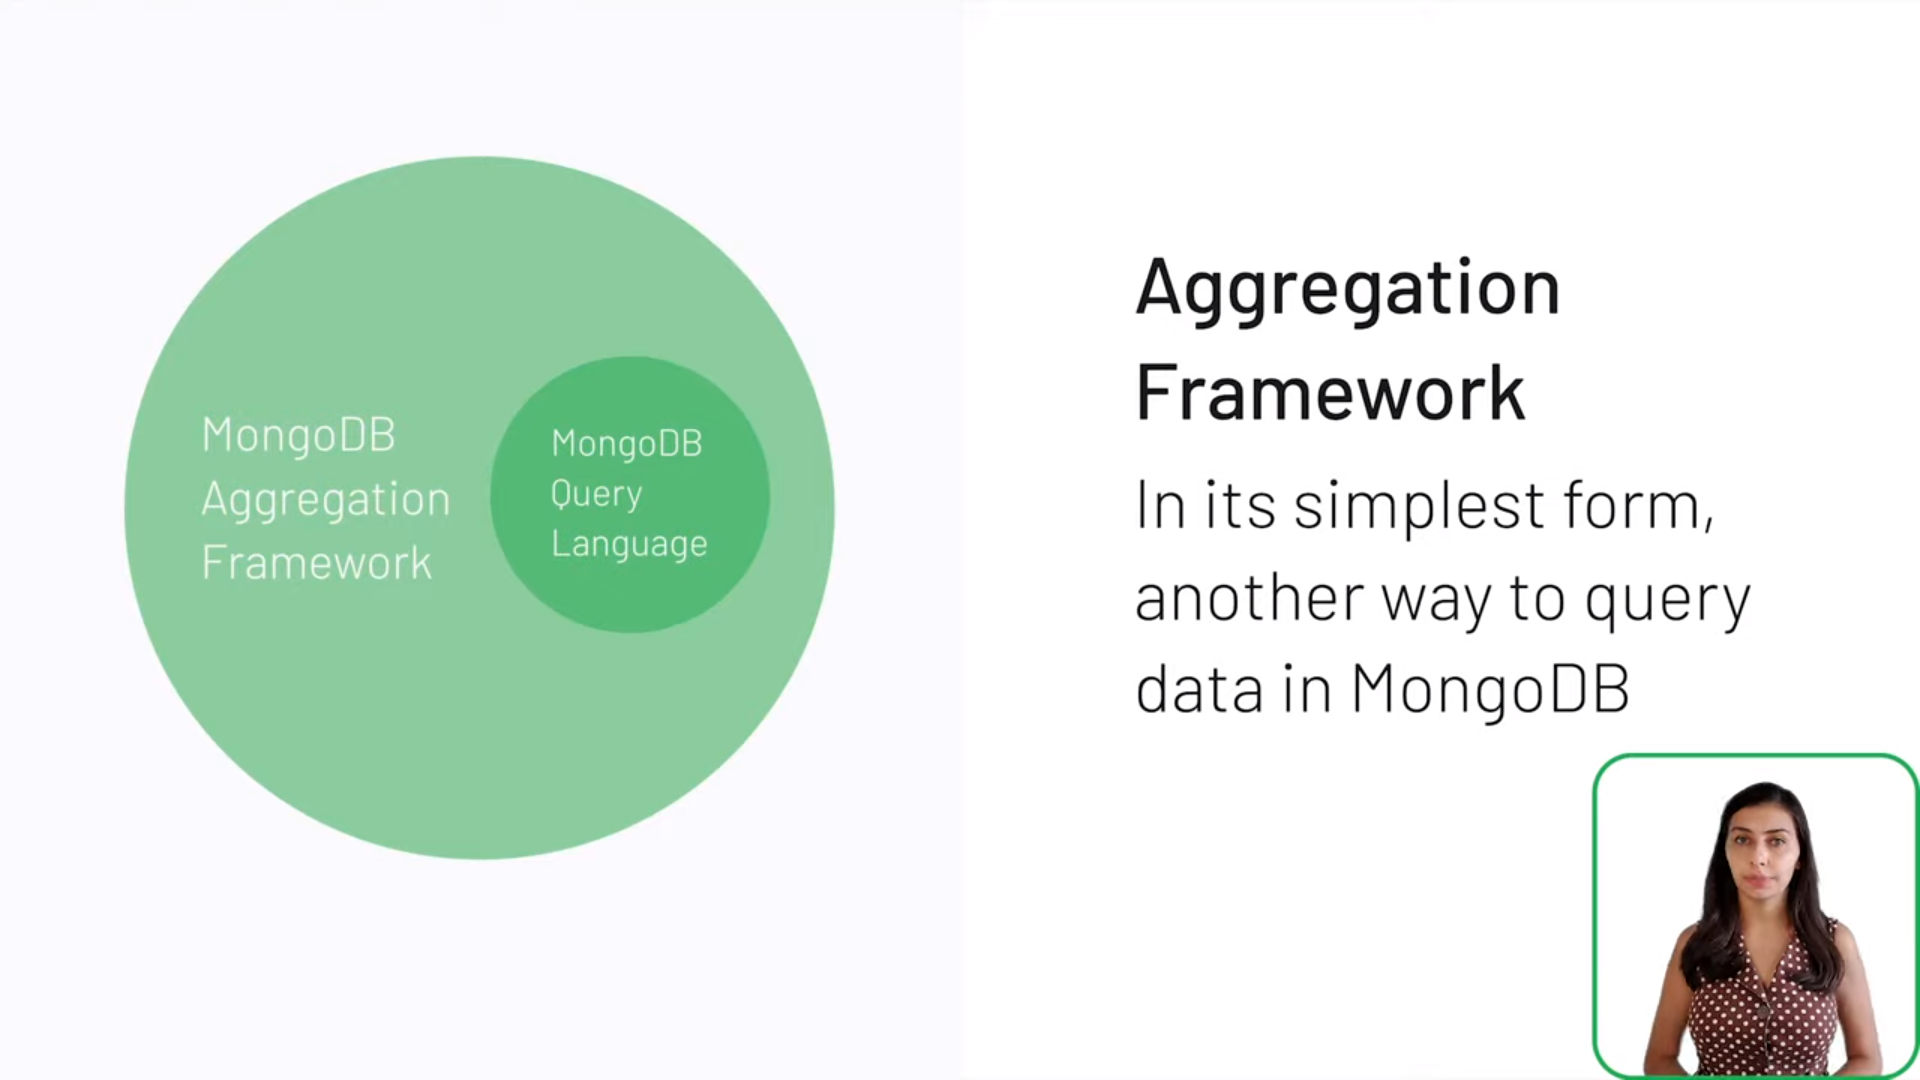 MongoDB
Aggregation
Framework
MongoDB
Query
Language
Aggregation
Framework
In its simplest form,
another way to query
data in MongoDB